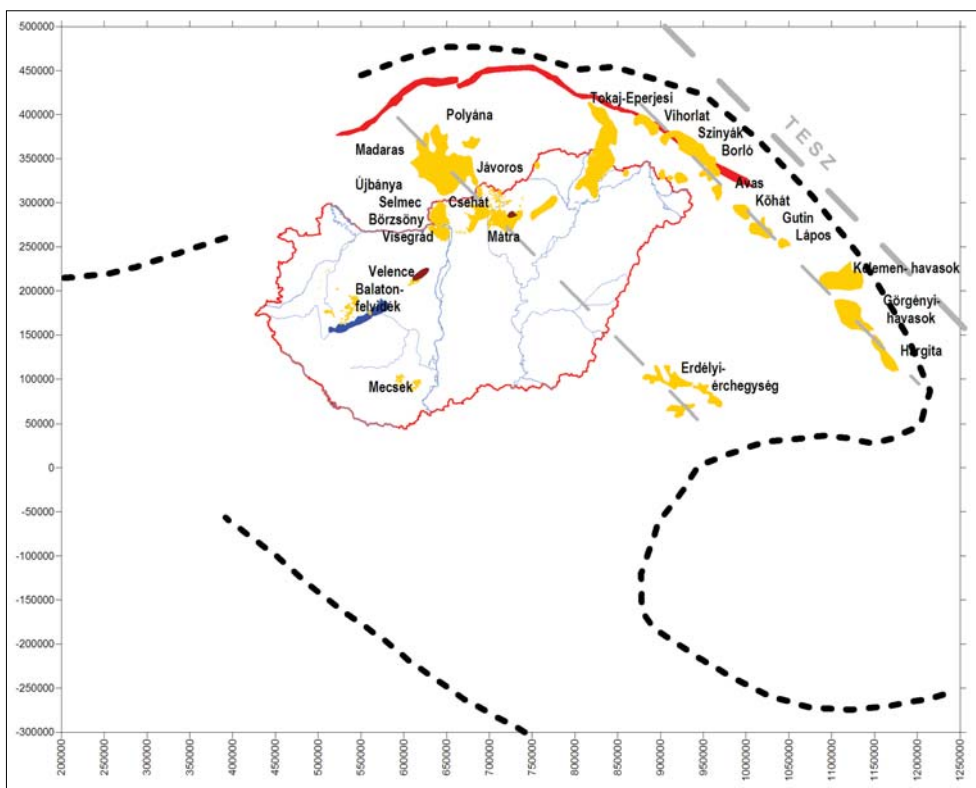 500000
450000
400000
350000
300000
250000
200000
150000
100000
50000
0
-50000
-100000
-150000
-200000
-250000
-300000
TESZ
Tokaj-Eperjesi
Vihorlat
Szinyák
Borló
Polyána
Madaras
Jávoros
Újbánya
Selmec
Csehát
Börzsöny
Visegrád
Mátra
Avas
Kőhát
Gutin
Lápos
Velence
Balaton-
felvidék
Kelemen-havasok
Görgényi-
havasok
Hargita
Mecsek
Erdélyi-
érchegység
200000
250000
300000
350000
400000
450000
500000
550000
600000
650000
700000
750000
800000
850000
900000
950000
1000000
1050000
1100000
1150000
1200000
1250000